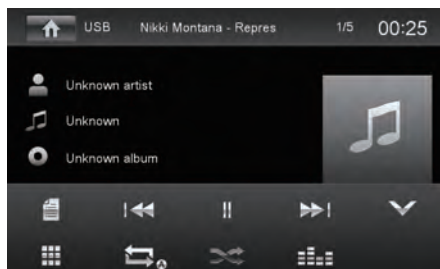 USB Nikki Montana - Repres 1/5 00:25
Unknown artist
Unknown
Unknown album
A